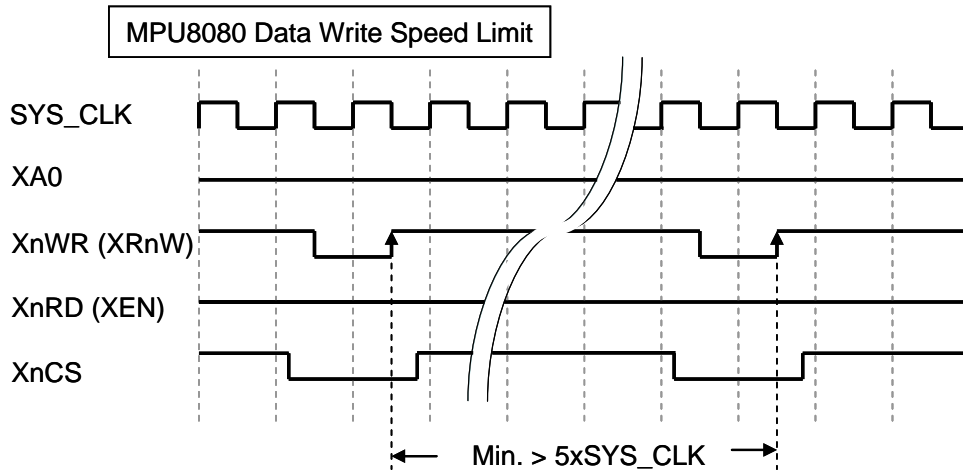 MPU8080 Data Write Speed Limit
SYS_CLK
XA0
XnWR (XRnW)
XnRD (XEN)
XnCS
Min. > 5xSYS_CLK